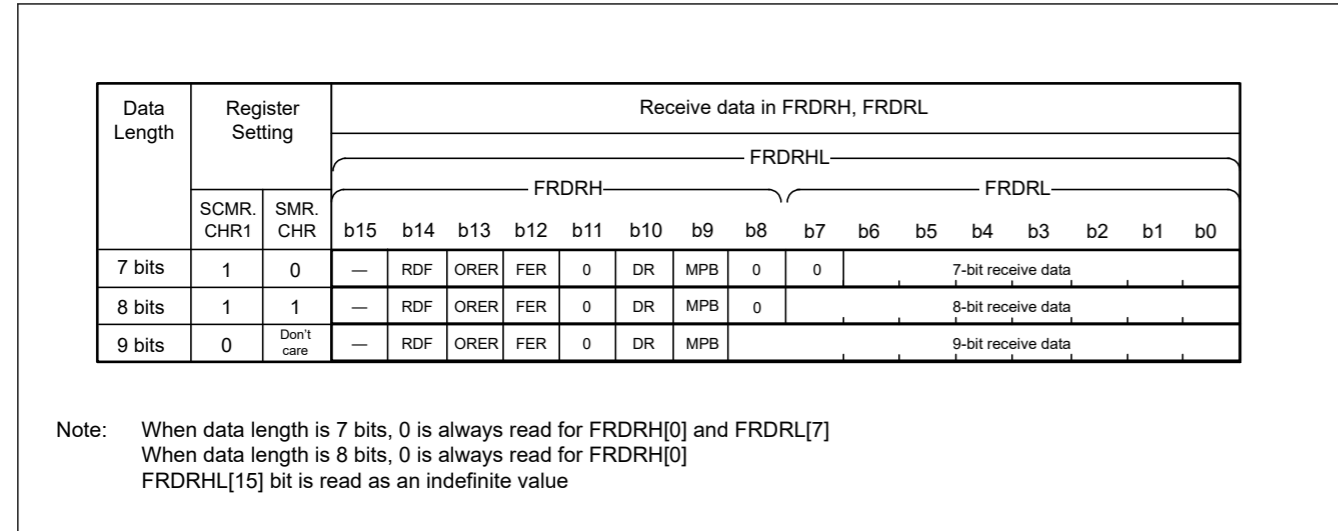 Data Length Register Setting Receive data in FRDRH, FRDRL
FRDRHL
FRDRH FRDRL
SCMR. CHR1 SMR. CHR b15 b14 b13 b12 b11 b10 b9 b8 b7 b6 b5 b4 b3 b2 b1 b0
7 bits 1 0 — RDF ORER FER 0 DR MPB 0 0 7-bit receive data
8 bits 1 1 — RDF ORER FER 0 DR MPB 0 8-bit receive data
9 bits 0 Don't care — RDF ORER FER 0 DR MPB 9-bit receive data
Note: When data length is 7 bits, 0 is always read for FRDRH[0] and FRDRL[7]
When data length is 8 bits, 0 is always read for FRDRH[0]
FRDRHL[15] bit is read as an indefinite value